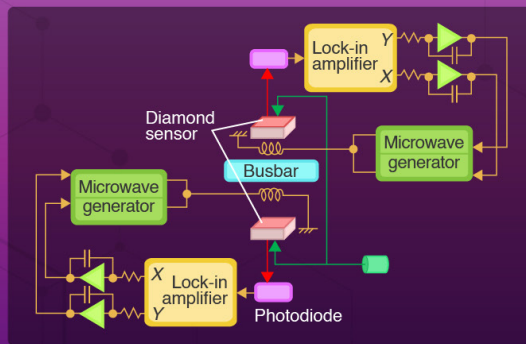 Lock-in
amplifier
Y
X
Diamond
sensor
Microwave
generator
Busbar
Microwave
generator
X
Lock-in
amplifier
Y
Photodiode